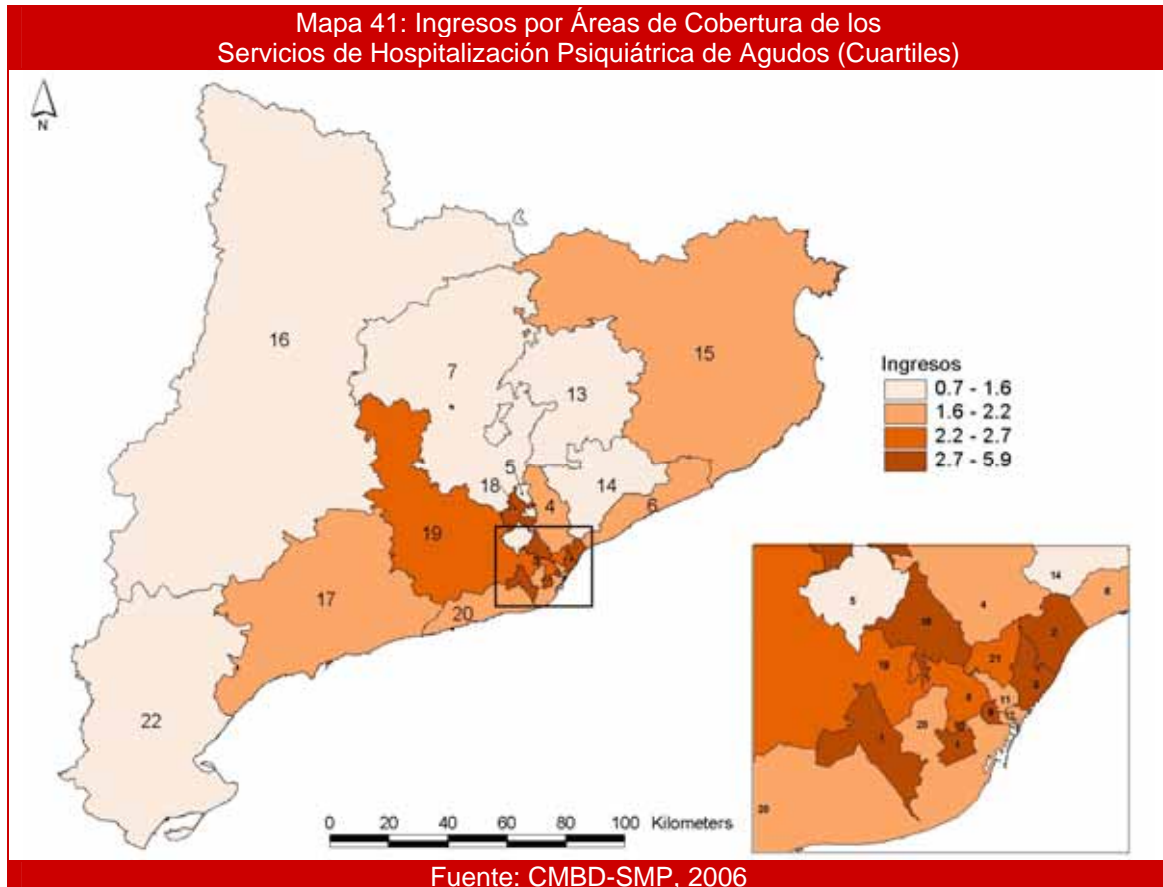 Mapa 41: Ingresos por Áreas de Cobertura de los
Servicios de Hospitalización Psiquiátrica de Agudos (Cuartiles)
N
16
7
13
15
Ingresos
0.7 - 1.6
1.6 - 2.2
2.2 - 2.7
2.7 - 5.9
5
18
4
14
6
19
17
20
22
14
6
5
4
2
21
11
20
0 20 40 60 80 100 Kilometers
Fuente: CMBD-SMP, 2006